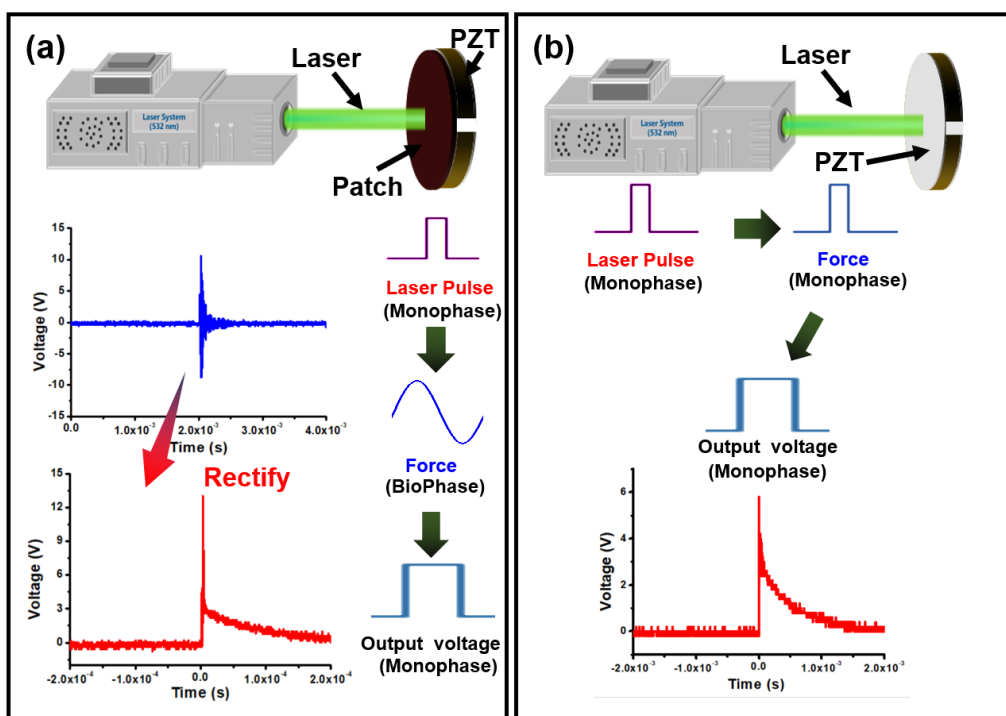 (a)
PZT
Laser
Laser System
(532 nm)
Patch
15
10
5
0
-5
-10
-15
Voltage (V)
0.0
1.0x10⁻³
2.0x10⁻³
3.0x10⁻³
4.0x10⁻³
Time (s)
Laser Pulse
(Monophase)
Force
(BioPhase)
Output voltage
(Monophase)
Rectify
15
12
9
6
3
0
Voltage (V)
-2.0x10⁻⁴
-1.0x10⁻⁴
0.0
1.0x10⁻⁴
2.0x10⁻⁴
Time (s)
(b)
Laser
Laser System
(532 nm)
PZT
Laser Pulse
(Monophase)
Force
(Monophase)
Output voltage
(Monophase)
6
4
2
0
Voltage (V)
-2.0x10⁻³
-1.0x10⁻³
0.0
1.0x10⁻³
2.0x10⁻³
Time (s)